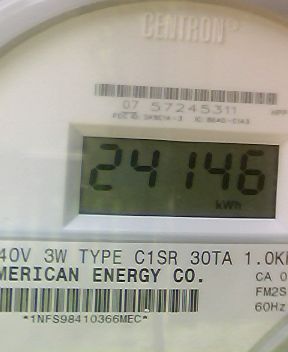 CENTRON®
07 57245311
24146
kWh
40V 3W TYPE C1SR 30TA 1.0K
MERICAN ENERGY CO.
CA 0
FM2S
60Hz
*1NFS98410366MEC*